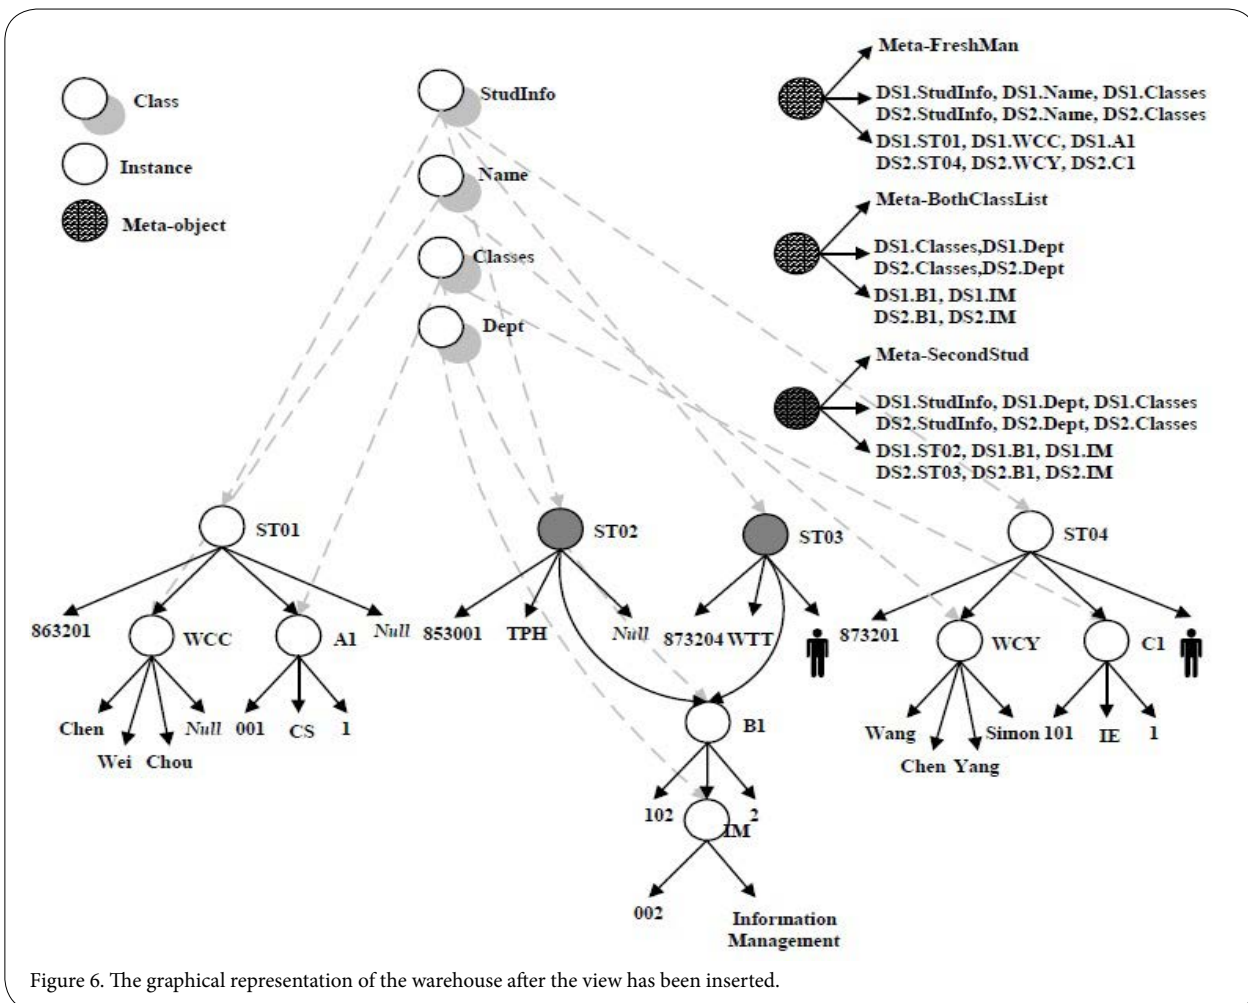 Class
Instance
Meta-object
StudInfo
Name
Classes
Dept
Meta-FreshMan
DS1.StudInfo, DS1.Name, DS1.Classes
DS2.StudInfo, DS2.Name, DS2.Classes
DS1.ST01, DS1.WCC, DS1.A1
DS2.ST04, DS2.WCY, DS2.C1
Meta-BothClassList
DS1.Classes,DS1.Dept
DS2.Classes,DS2.Dept
DS1.B1, DS1.IM
DS2.B1, DS2.IM
Meta-SecondStud
DS1.StudInfo, DS1.Dept, DS1.Classes
DS2.StudInfo, DS2.Dept, DS2.Classes
DS1.ST02, DS1.B1, DS1.IM
DS2.ST03, DS2.B1, DS2.IM
ST01
ST02
ST03
ST04
863201
WCC
A1
Null
853001
TPH
Null
873204 WTT
873201
WCY
C1
Chen
Wei Chou
Null
001
CS
1
B1
Wang
Chen Yang
Simon
101
IE
1
102
2
IM
002
Information
Management
Figure 6. The graphical representation of the warehouse after the view has been inserted.